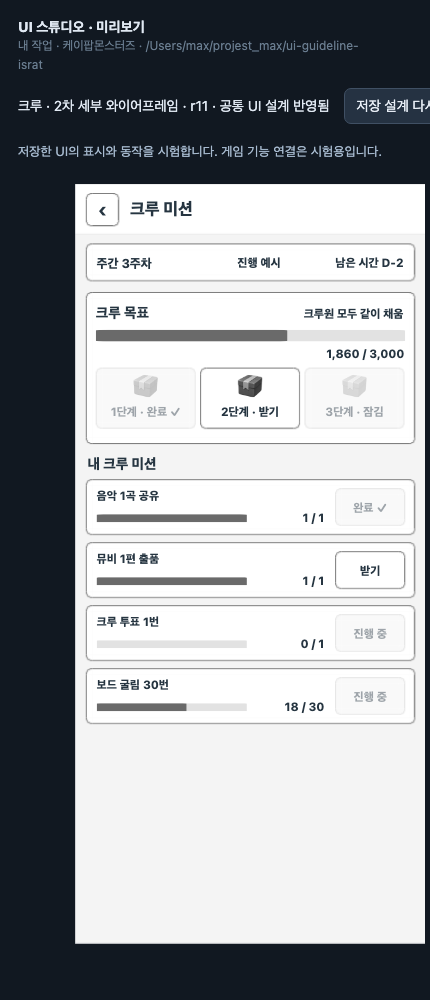 UI 스튜디오 · 미리보기
내 작업 · 케이팝몬스터즈 · /Users/max/projest_max/ui-guideline-
israt
크루 · 2차 세부 와이어프레임 · r11 · 공통 UI 설계 반영됨 저장 설계 다시
저장한 UI의 표시와 동작을 시험합니다. 게임 기능 연결은 시험용입니다.
‹ 크루 미션
주간 3주차 진행 예시 남은 시간 D-2
크루 목표 크루원 모두 같이 채움
1,860 / 3,000
1단계 · 완료 ✓ 2단계 · 받기 3단계 · 잠김
내 크루 미션
음악 1곡 공유
1 / 1 완료 ✓
뮤비 1편 출품
1 / 1 받기
크루 투표 1번
0 / 1 진행 중
보드 굴림 30번
18 / 30 진행 중